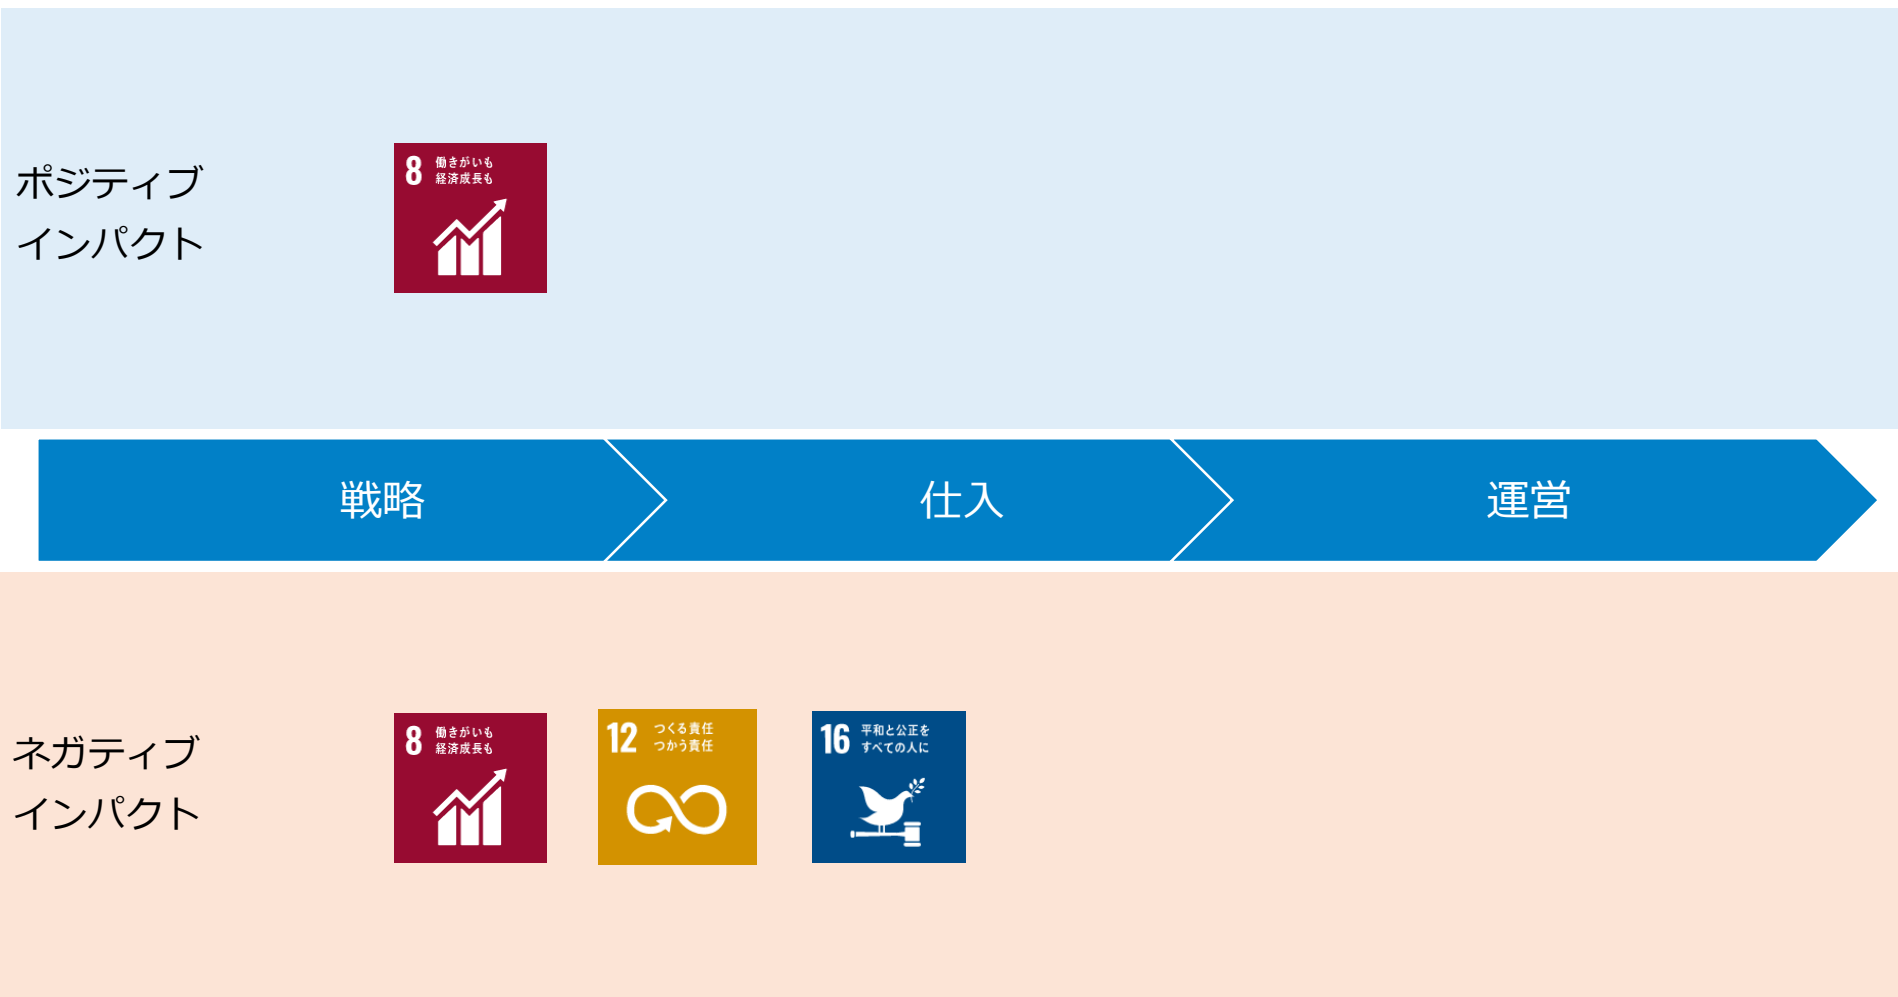 ポジティブ
インパクト
8 働きがいも
経済成長も
戦略
仕入
運営
ネガティブ
インパクト
8 働きがいも
経済成長も
12 つくる責任
つかう責任
16 平和と公正を
すべての人に